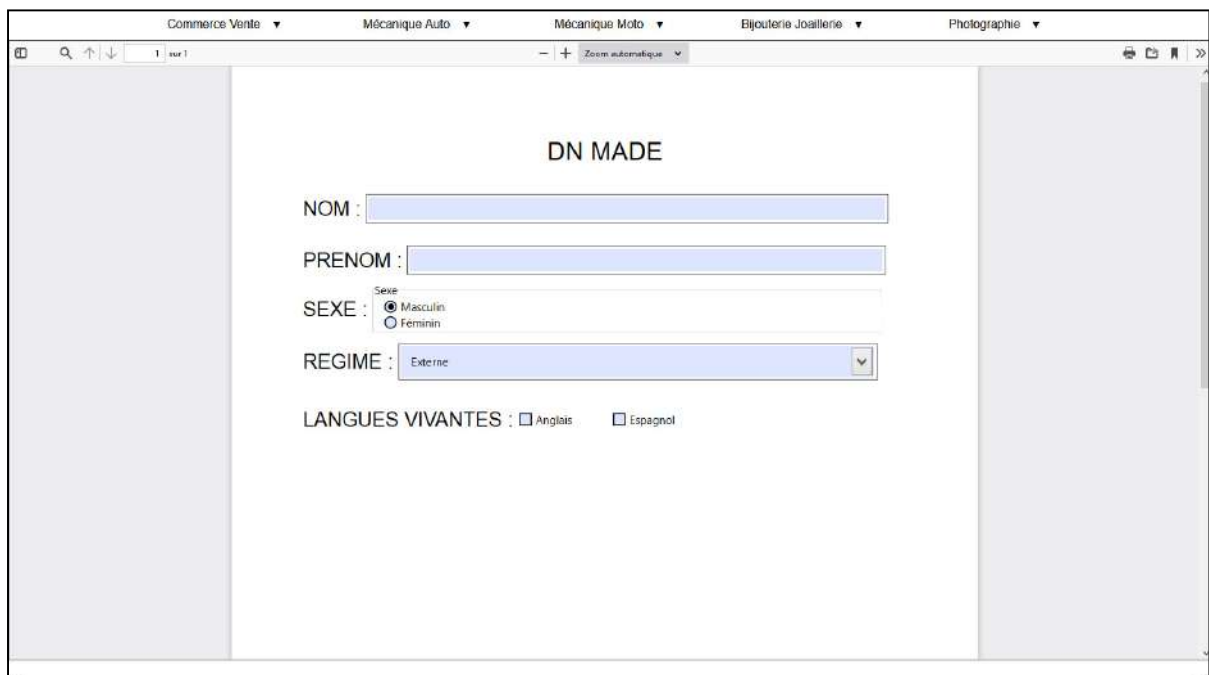 Commerce Vente ▼ Mécanique Auto ▼ Mécanique Moto ▼ Bijouterie Joaillerie ▼ Photographie ▼
1 sur 1 Zoom automatique
DN MADE
NOM :
PRENOM :
Sexe
SEXE : Masculin
Féminin
REGIME : Externe
LANGUES VIVANTES : Anglais Espagnol